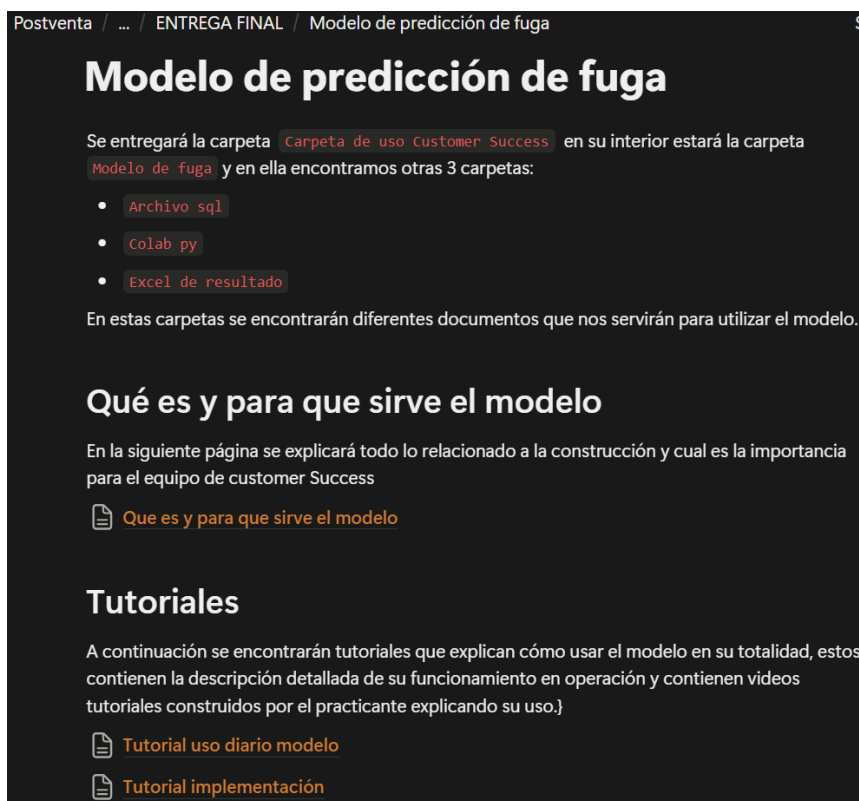 Postventa / ... / ENTREGA FINAL / Modelo de predicción de fuga
Modelo de predicción de fuga
Se entregará la carpeta Carpeta de uso Customer Success en su interior estará la carpeta
Modelo de fuga y en ella encontramos otras 3 carpetas:
• Archivo sql
• Colab py
• Excel de resultado
En estas carpetas se encontrarán diferentes documentos que nos servirán para utilizar el modelo.
Qué es y para que sirve el modelo
En la siguiente página se explicará todo lo relacionado a la construcción y cual es la importancia
para el equipo de customer Success
Que es y para que sirve el modelo
Tutoriales
A continuación se encontrarán tutoriales que explican cómo usar el modelo en su totalidad, estos
contienen la descripción detallada de su funcionamiento en operación y contienen videos
tutoriales construidos por el practicante explicando su uso.}
Tutorial uso diario modelo
Tutorial implementación